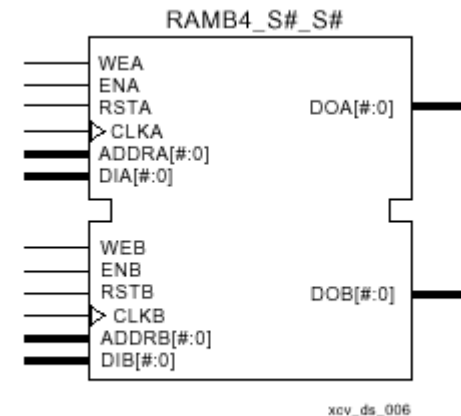 RAMB4_S#_S#
WEA
ENA
RSTA
DOA[#:0]
CLKA
ADDRA[#:0]
DIA[#:0]
WEB
ENB
RSTB
DOB[#:0]
CLKB
ADDRB[#:0]
DIB[#:0]
xcv_ds_006